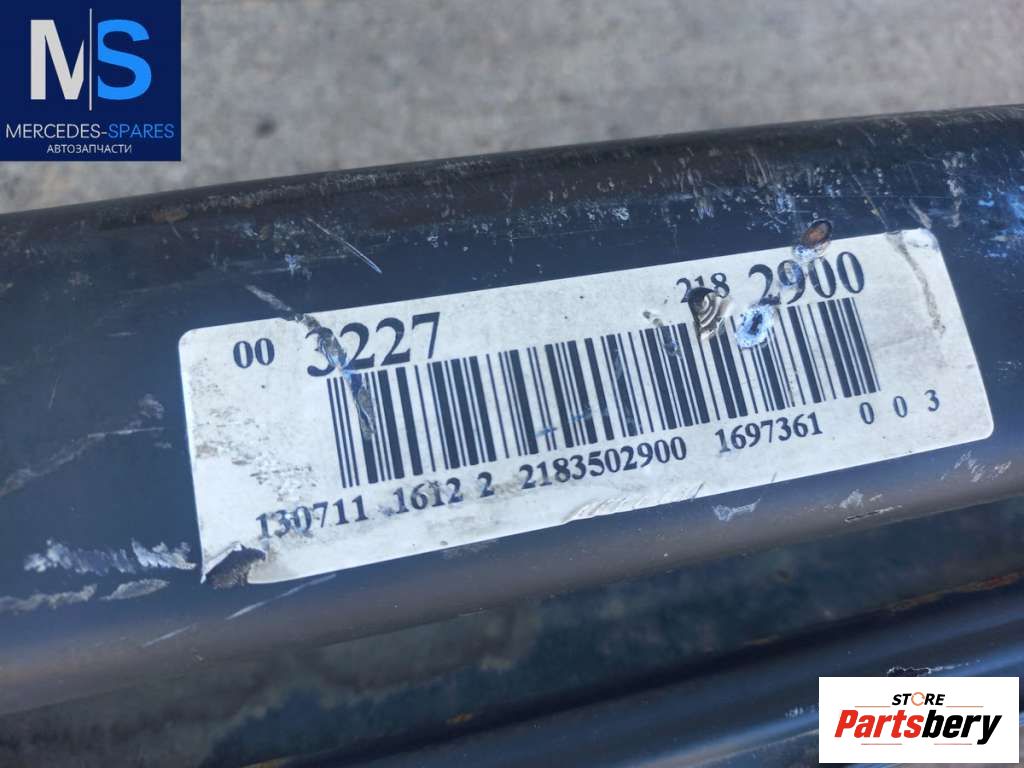 MS
MERCEDES-SPARES
АВТОЗАПЧАСТИ
00 3227 218 2900
130711 1612 2 2183502900 1697361 0 0 3
STORE
Partsbery